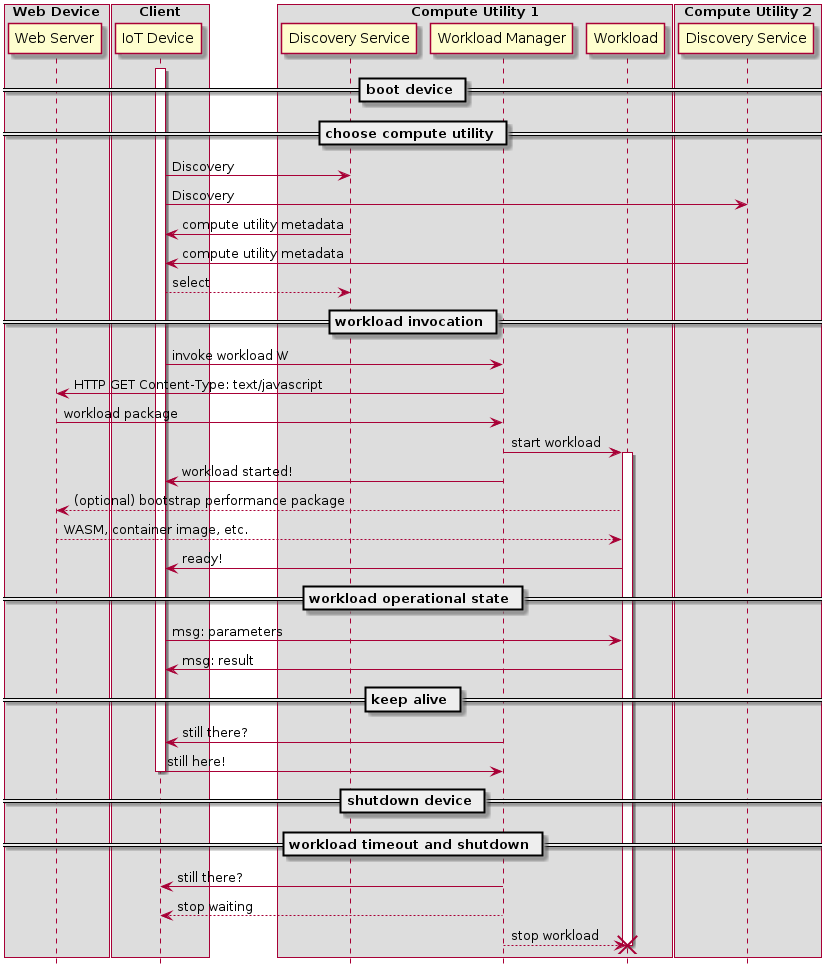 Web Device
Client
Compute Utility 1
Compute Utility 2
Web Server
IoT Device
Discovery Service
Workload Manager
Workload
Discovery Service
boot device
choose compute utility
Discovery
Discovery
compute utility metadata
compute utility metadata
select
workload invocation
invoke workload W
HTTP GET Content-Type: text/javascript
workload package
start workload
workload started!
(optional) bootstrap performance package
WASM, container image, etc.
ready!
workload operational state
msg: parameters
msg: result
keep alive
still there?
still here!
shutdown device
workload timeout and shutdown
still there?
stop waiting
stop workload